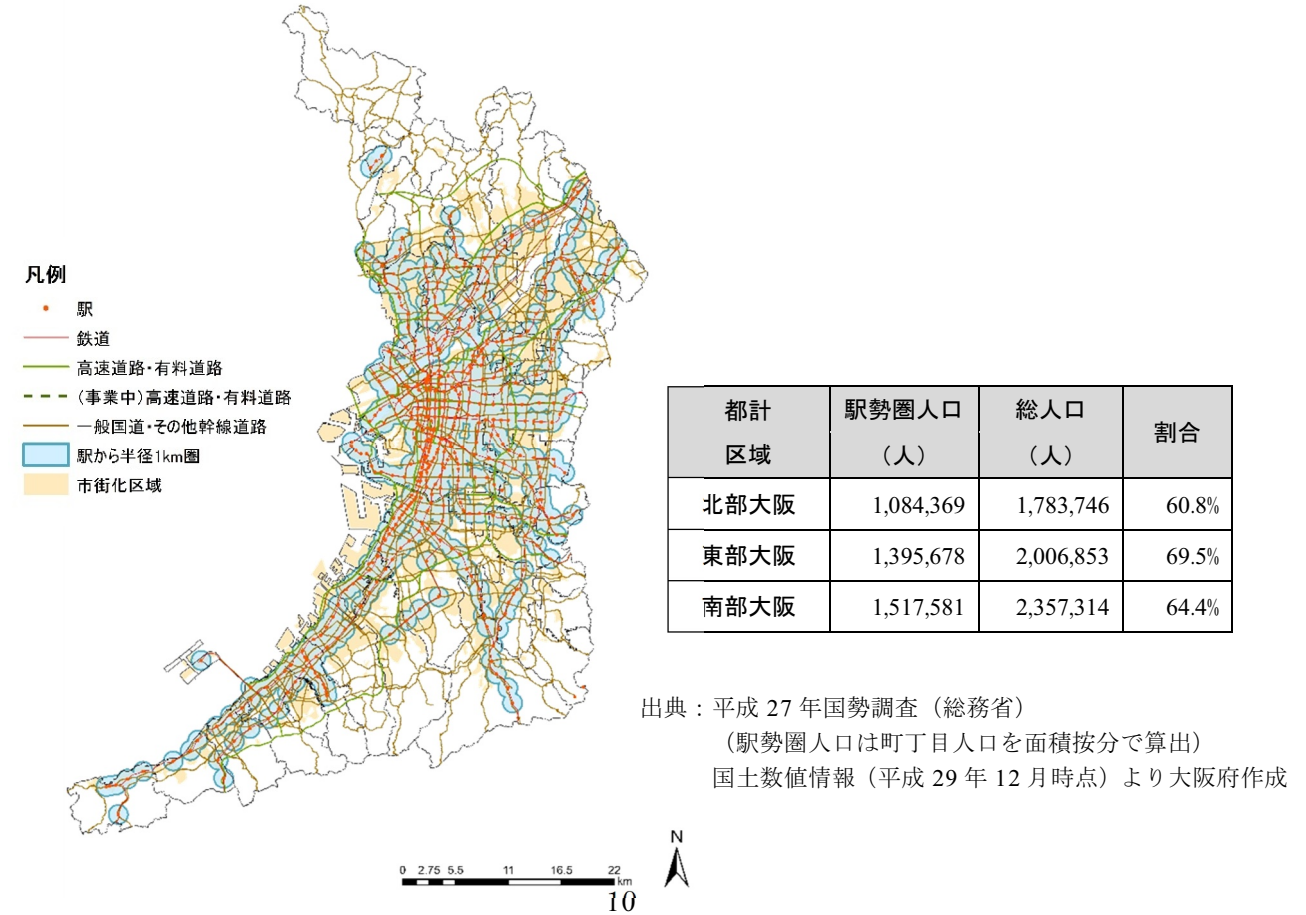 凡例
駅
鉄道
高速道路・有料道路
(事業中)高速道路・有料道路
一般国道・その他幹線道路
駅から半径1km圏
市街化区域
都計
区域
駅勢圏人口
（人）
総人口
（人）
割合
北部大阪 1,084,369 1,783,746 60.8%
東部大阪 1,395,678 2,006,853 69.5%
南部大阪 1,517,581 2,357,314 64.4%
出典：平成 27 年国勢調査（総務省）
（駅勢圏人口は町丁目人口を面積按分で算出）
国土数値情報（平成 29 年 12 月時点）より大阪府作成
N
0 2.75 5.5 11 16.5 22
km
10